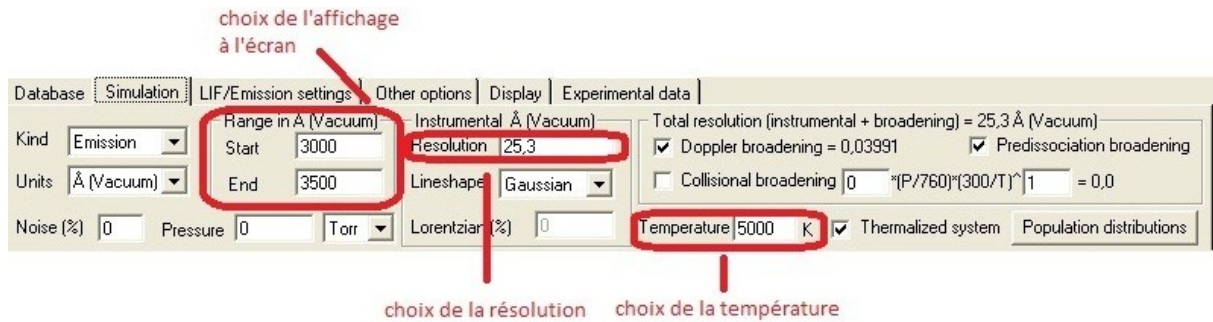 choix de l'affichage
à l'écran
Database Simulation LIF/Emission settings Other options Display Experimental data
Range in Å (Vacuum) Instrumental Å (Vacuum) Total resolution (instrumental + broadening) = 25,3 Å (Vacuum)
Kind Emission Start 3000 Resolution 25,3 Doppler broadening = 0,03991 Predissociation broadening
Units Å (Vacuum) End 3500 Lineshape Gaussian Collisional broadening 0 *(P/760)*(300/T)^ 1 = 0,0
Noise (%) 0 Pressure 0 Torr Lorentzian (%) 0 Temperature 5000 K Thermalized system Population distributions
choix de la résolution choix de la température